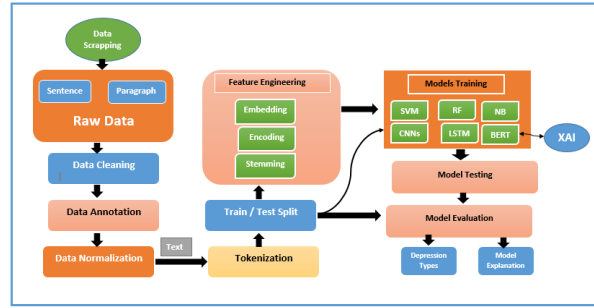 Data
Scrapping
Sentence
Paragraph
Raw Data
Data Cleaning
Data Annotation
Data Normalization
Text
Tokenization
Train / Test Split
Feature Engineering
Embedding
Encoding
Stemming
Models Training
SVM
RF
NB
CNNs
LSTM
BERT
XAI
Model Testing
Model Evaluation
Depression
Types
Model
Explanation